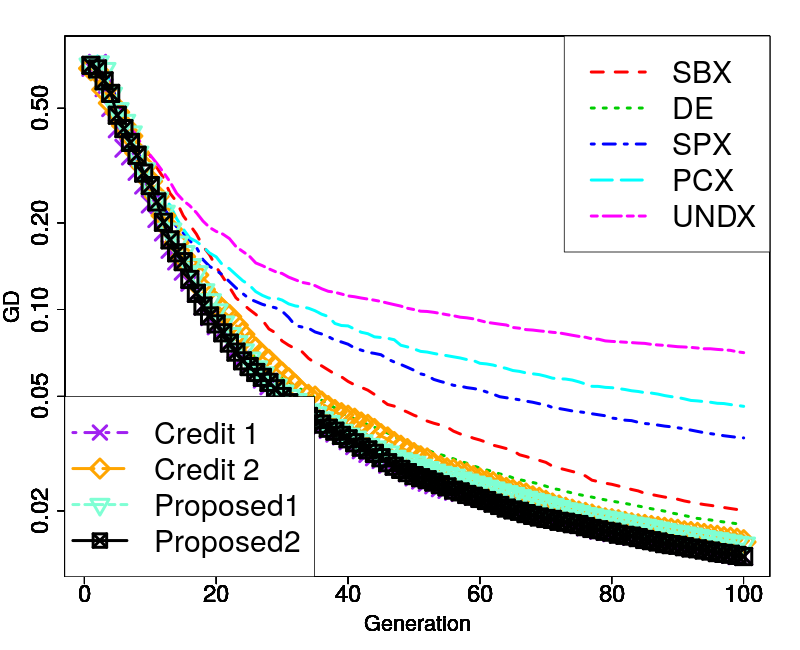 SBX
DE
SPX
PCX
UNDX
GD
0.50
0.20
0.10
0.05
0.02
Credit 1
Credit 2
Proposed1
Proposed2
0 20 40 60 80 100
Generation